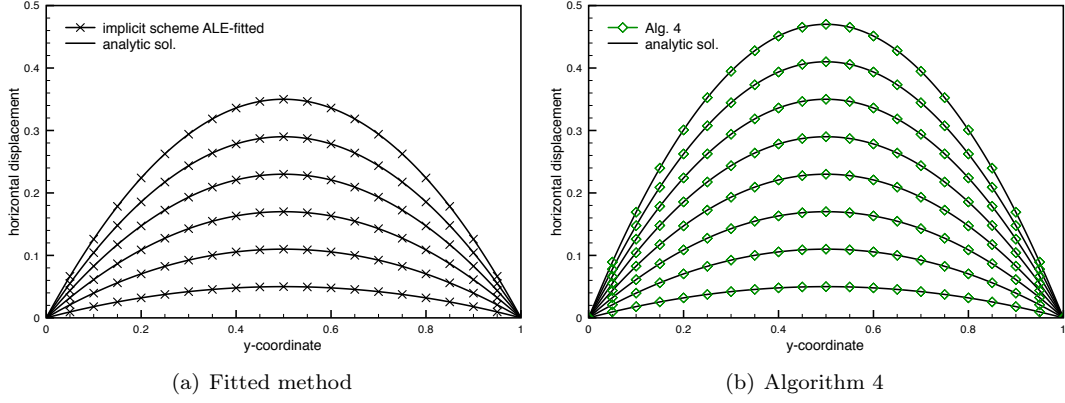 implicit scheme ALE-fitted
analytic sol.
horizontal displacement
0.5
0.4
0.3
0.2
0.1
0
0
0.2
0.4
0.6
0.8
1
y-coordinate
(a) Fitted method
Alg. 4
analytic sol.
horizontal displacement
0.5
0.4
0.3
0.2
0.1
0
0
0.2
0.4
0.6
0.8
1
y-coordinate
(b) Algorithm 4